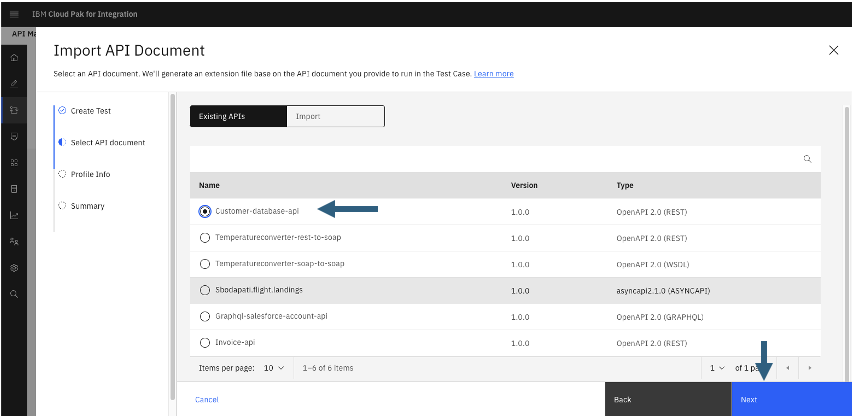 IBM Cloud Pak for Integration
API Ma
Import API Document
Select an API document. We'll generate an extension file base on the API document you provide to run in the Test Case. Learn more
Create Test
Select API document
Profile Info
Summary
Existing APIs Import
Name Version Type
Customer-database-api 1.0.0 OpenAPI 2.0 (REST)
Temperatureconverter-rest-to-soap 1.0.0 OpenAPI 2.0 (REST)
Temperatureconverter-soap-to-soap 1.0.0 OpenAPI 2.0 (WSDL)
Sbodapati.flight.landings 1.0.0 asyncapi2.1.0 (ASYNCAPI)
Graphql-salesforce-account-api 1.0.0 OpenAPI 2.0 (GRAPHQL)
Invoice-api 1.0.0 OpenAPI 2.0 (REST)
Items per page: 10 1–6 of 6 items 1 of 1 pa
Cancel Back Next